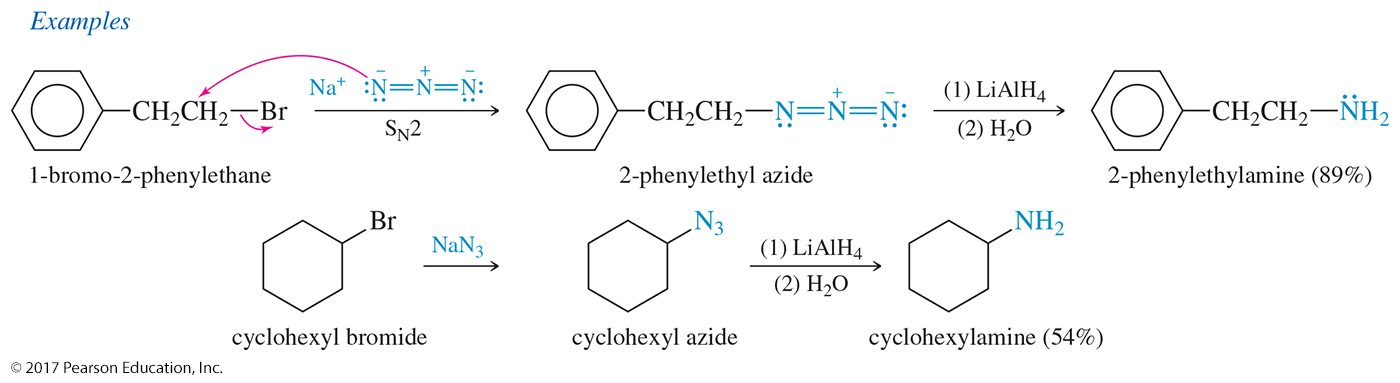 Examples
CH₂CH₂—Br
Na⁺ :N̈⁻=N⁺=N̈⁻:
SN2
CH₂CH₂—N̈=N⁺=N̈⁻:
(1) LiAlH₄
(2) H₂O
CH₂CH₂—N̈H₂
1-bromo-2-phenylethane 2-phenylethyl azide 2-phenylethylamine (89%)
Br
NaN₃
N₃
(1) LiAlH₄
(2) H₂O
NH₂
cyclohexyl bromide cyclohexyl azide cyclohexylamine (54%)
© 2017 Pearson Education, Inc.